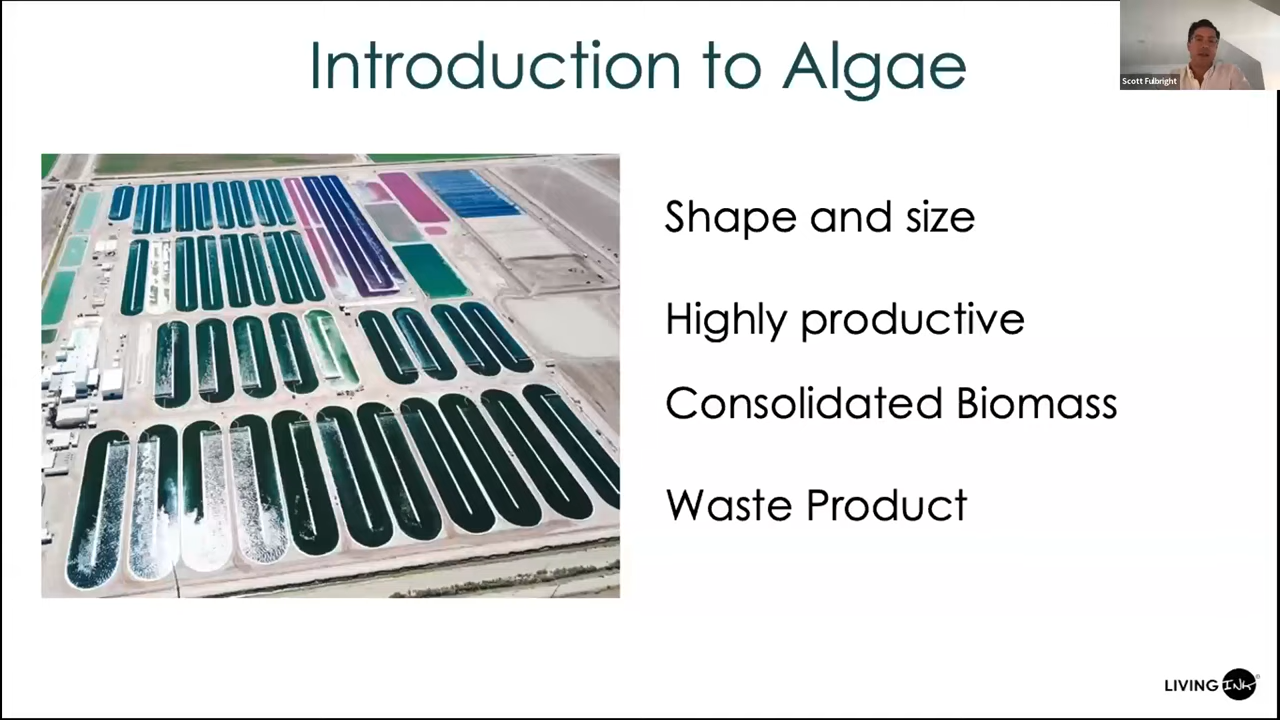 Introduction to Algae
Scott Fulbright
Shape and size
Highly productive
Consolidated Biomass
Waste Product
LIVING INK